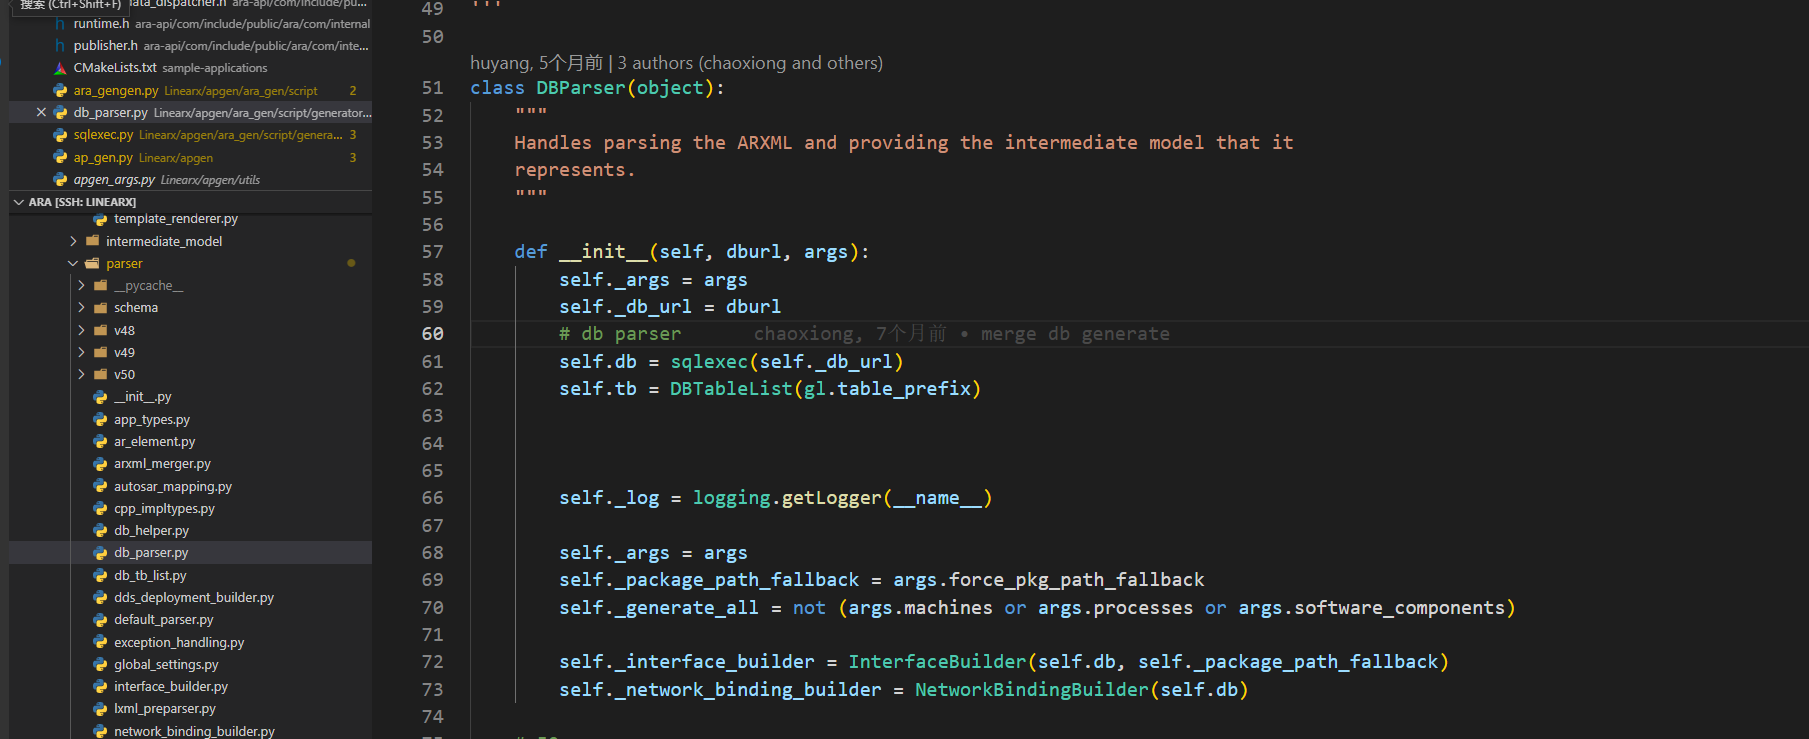 搜索 (Ctrl+Shift+F)
ata_dispatcher.h ara-api/com/include/pu...
runtime.h ara-api/com/include/public/ara/com/internal
publisher.h ara-api/com/include/public/ara/com/inte...
CMakeLists.txt sample-applications
ara_gengen.py Linearx/apgen/ara_gen/script 2
db_parser.py Linearx/apgen/ara_gen/script/generator...
sqlexec.py Linearx/apgen/ara_gen/script/genera... 3
ap_gen.py Linearx/apgen 3
apgen_args.py Linearx/apgen/utils
ARA [SSH: LINEARX]
template_renderer.py
intermediate_model
parser
__pycache__
schema
v48
v49
v50
__init__.py
app_types.py
ar_element.py
arxml_merger.py
autosar_mapping.py
cpp_impltypes.py
db_helper.py
db_parser.py
db_tb_list.py
dds_deployment_builder.py
default_parser.py
exception_handling.py
global_settings.py
interface_builder.py
lxml_preparser.py
network_binding_builder.py
49 '''
50
huyang, 5个月前 | 3 authors (chaoxiong and others)
51 class DBParser(object):
52 """
53 Handles parsing the ARXML and providing the intermediate model that it
54 represents.
55 """
56
57 def __init__(self, dburl, args):
58 self._args = args
59 self._db_url = dburl
60 # db parser chaoxiong, 7个月前 • merge db generate
61 self.db = sqlexec(self._db_url)
62 self.tb = DBTableList(gl.table_prefix)
63
64
65
66 self._log = logging.getLogger(__name__)
67
68 self._args = args
69 self._package_path_fallback = args.force_pkg_path_fallback
70 self._generate_all = not (args.machines or args.processes or args.software_components)
71
72 self._interface_builder = InterfaceBuilder(self.db, self._package_path_fallback)
73 self._network_binding_builder = NetworkBindingBuilder(self.db)
74